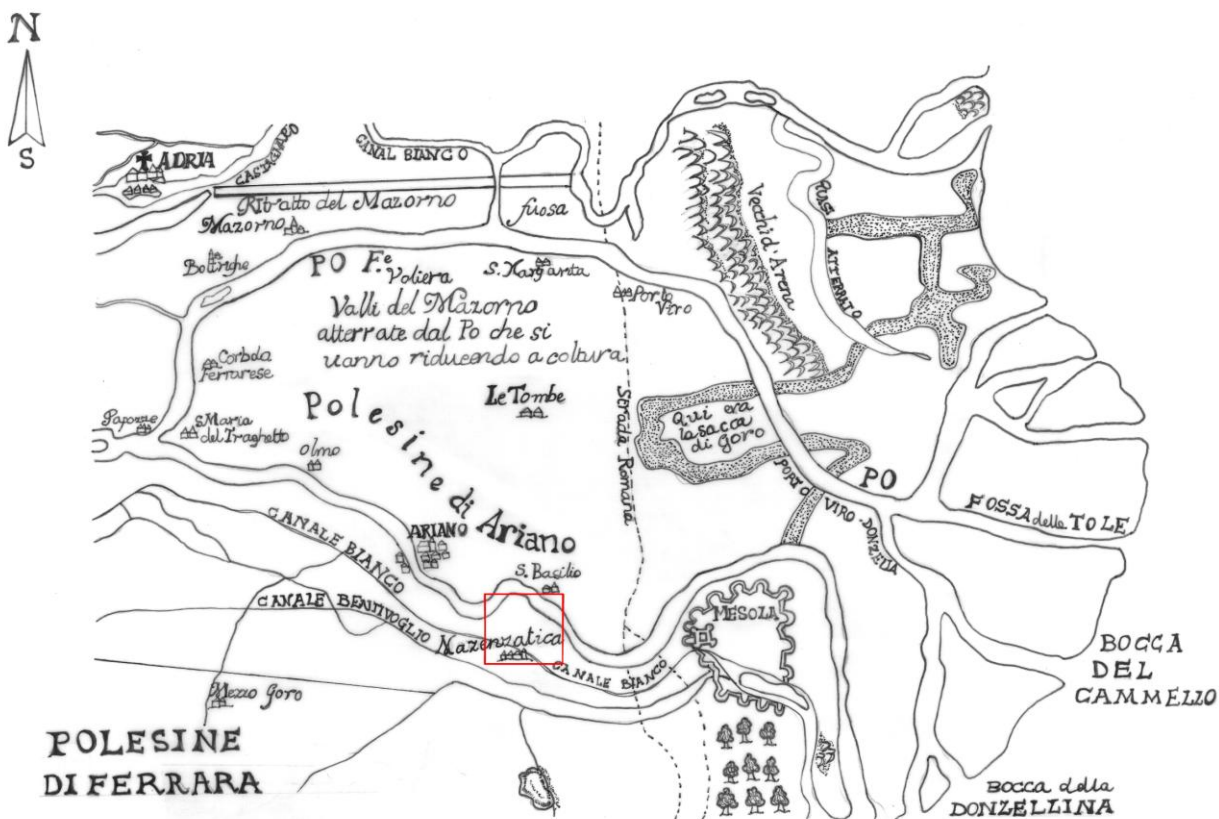 N
S
ADRIA
CASTAGNARO
CANAL BIANCO
Ritratto del Mazorno
Mazorno
fuosa
Bottrighe
PO F.e
Voliera
S. Margarita
Porto
Viro
Valli del Mazorno
atterrate dal Po che si
vanno riducendo a coltura
Vecchi d'Arena
QUASI
ATTERRATO
Corbola
Ferrarese
Le Tombe
Polesine di Ariano
Strada Romana
Qui era
la sacca
di Goro
Papozze
S Maria
del Traghetto
Olmo
PO
PORTO VIRO DONZELLA
FOSSA delle TOLE
CANALE BIANCO
ARIANO
S. Basilio
CANALE BENTIVOGLIO
Mazenzatica
CANALE BIANCO
MESOLA
BOCCA
DEL
CAMMELLO
Mezzo Goro
POLESINE
DI FERRARA
BOCCA della
DONZELLINA